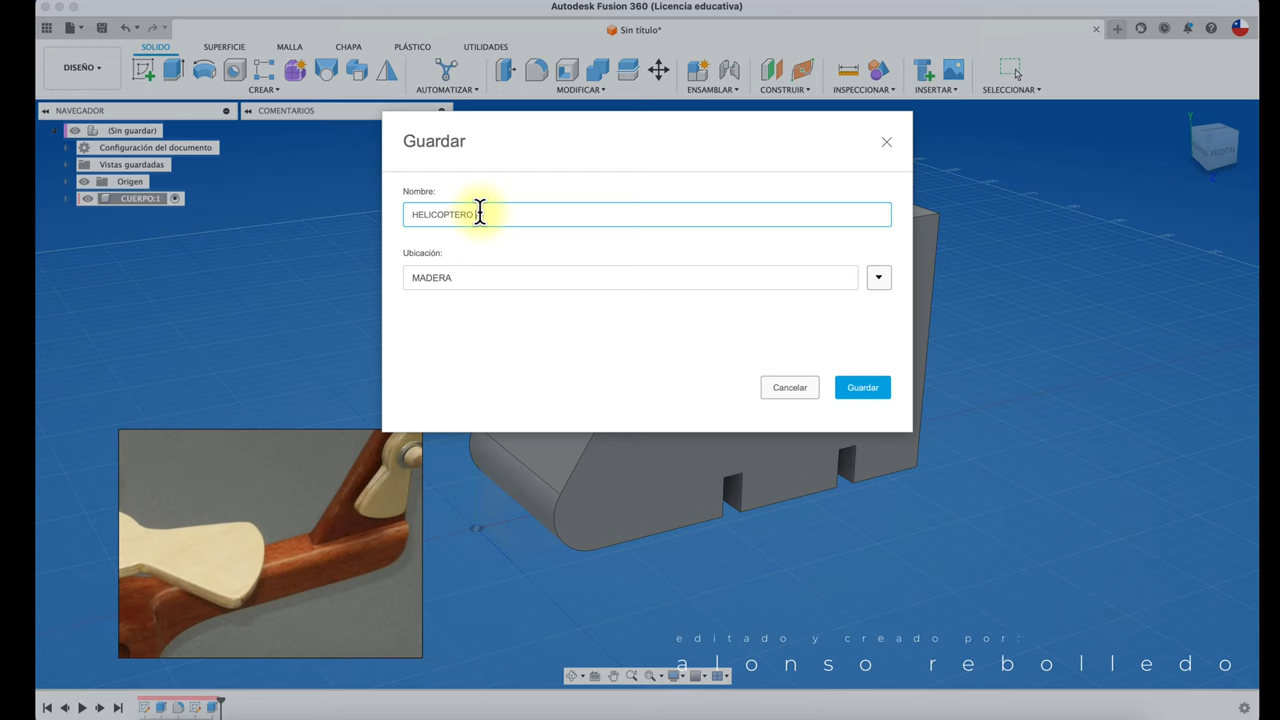 Autodesk Fusion 360 (Licencia educativa)
Sin título*
SOLIDO SUPERFICIE MALLA CHAPA PLÁSTICO UTILIDADES
DISEÑO
CREAR AUTOMATIZAR MODIFICAR ENSAMBLAR CONSTRUIR INSPECCIONAR INSERTAR SELECCIONAR
NAVEGADOR
COMENTARIOS
(Sin guardar)
Configuración del documento
Vistas guardadas
Origen
CUERPO:1
Guardar
Nombre:
HELICOPTERO
Ubicación:
MADERA
Cancelar Guardar
FRONTAL
Y
Z
editado y creado por:
alonso rebolledo